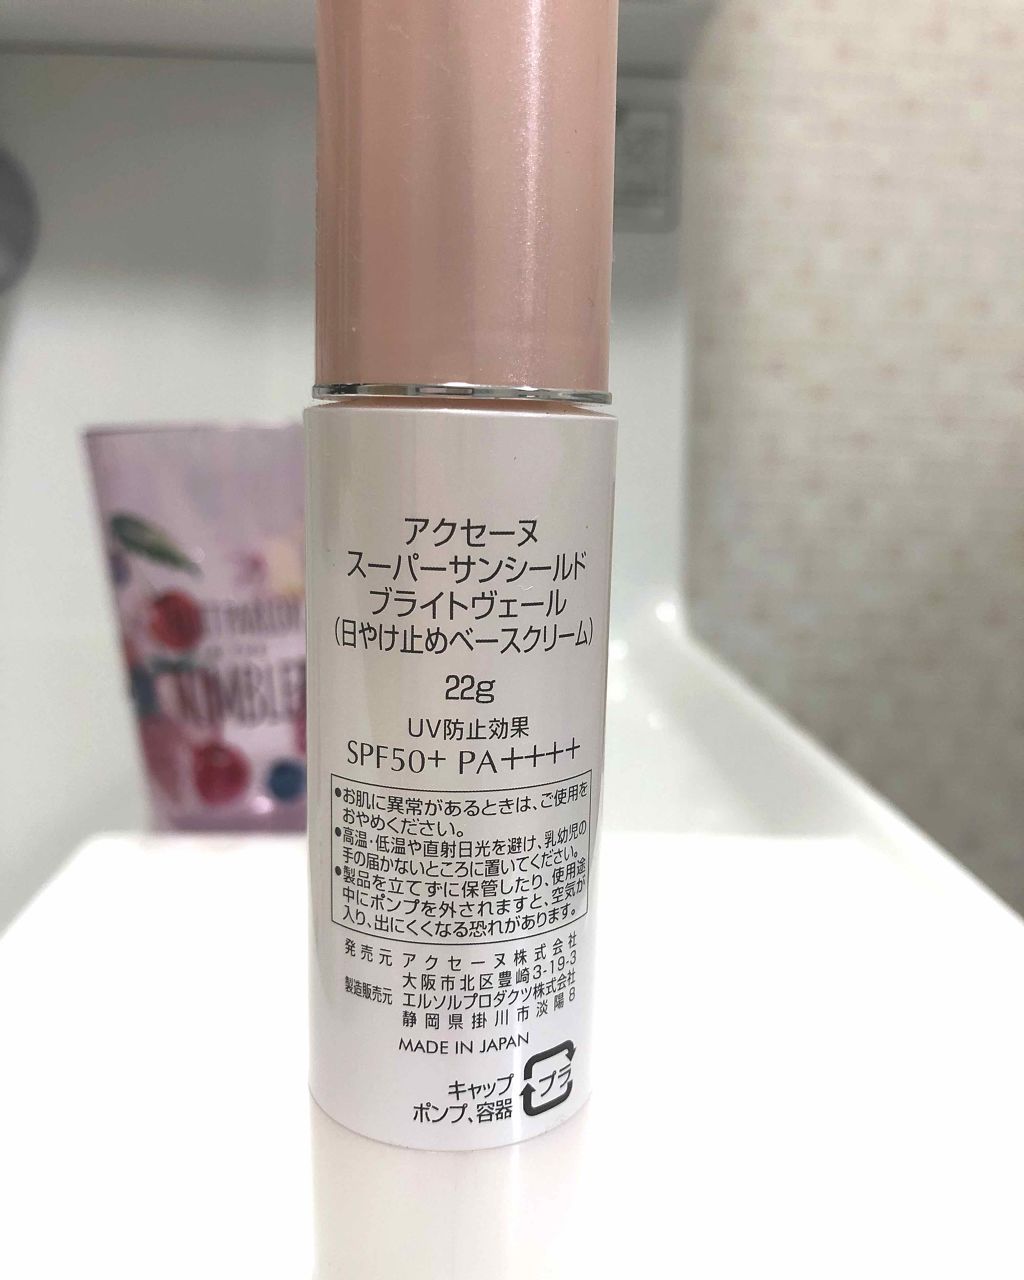 アクセーヌ
スーパーサンシールド
ブライトヴェール
(日やけ止めベースクリーム)
22g
UV防止効果
SPF50+ PA++++
●お肌に異常があるときは、ご使用を
おやめください。
●高温・低温や直射日光を避け、乳幼児の
手の届かないところに置いてください。
●製品を立てずに保管したり、使用途
中にポンプを外されますと、空気が
入り、出にくくなる恐れがあります。
発売元 アクセーヌ株式会社
大阪市北区豊崎3-19-3
製造販売元 エルソルプロダクツ株式会社
静岡県掛川市淡陽8
MADE IN JAPAN
キャップ
ポンプ、容器
プラ